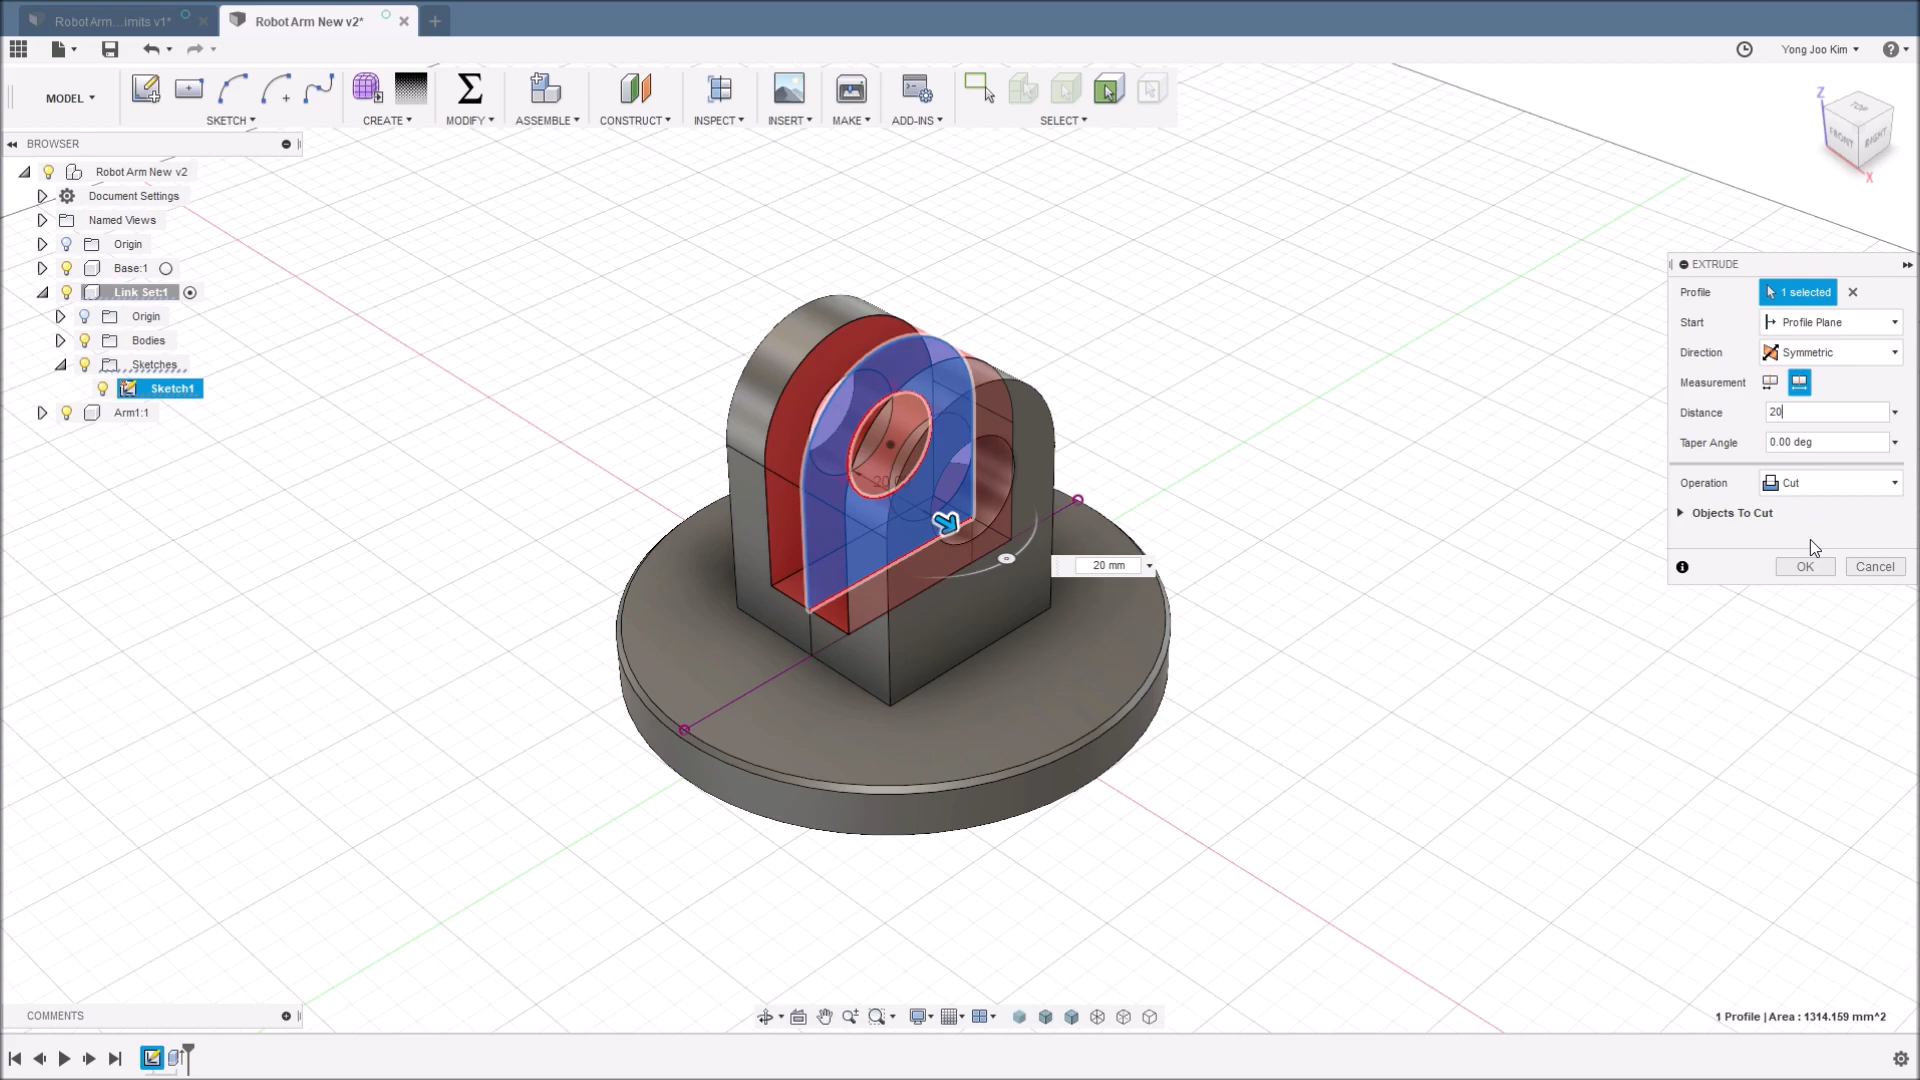 Robot Arm...imits v1*
Robot Arm New v2*
Yong Joo Kim
MODEL
SKETCH
CREATE
MODIFY
ASSEMBLE
CONSTRUCT
INSPECT
INSERT
MAKE
ADD-INS
SELECT
BROWSER
Robot Arm New v2
Document Settings
Named Views
Origin
Base:1
Link Set:1
Origin
Bodies
Sketches
Sketch1
Arm1:1
Z
TOP
FRONT
RIGHT
X
EXTRUDE
Profile
1 selected
Start
Profile Plane
Direction
Symmetric
Measurement
Distance
20
Taper Angle
0.00 deg
Operation
Cut
Objects To Cut
OK
Cancel
20 mm
COMMENTS
1 Profile | Area : 1314.159 mm^2